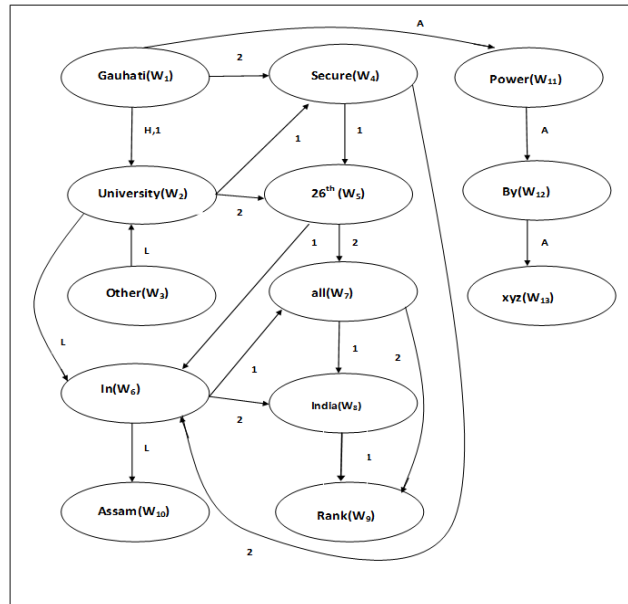 A
2
Gauhati(W₁)
Secure(W₄)
Power(W₁₁)
H,1
1
1
A
University(W₂)
2
26ᵗʰ (W₅)
By(W₁₂)
L
1
2
A
Other(W₃)
all(W₇)
xyz(W₁₃)
L
1
1
2
In(W₆)
2
India(W₈)
L
1
Assam(W₁₀)
Rank(W₉)
2